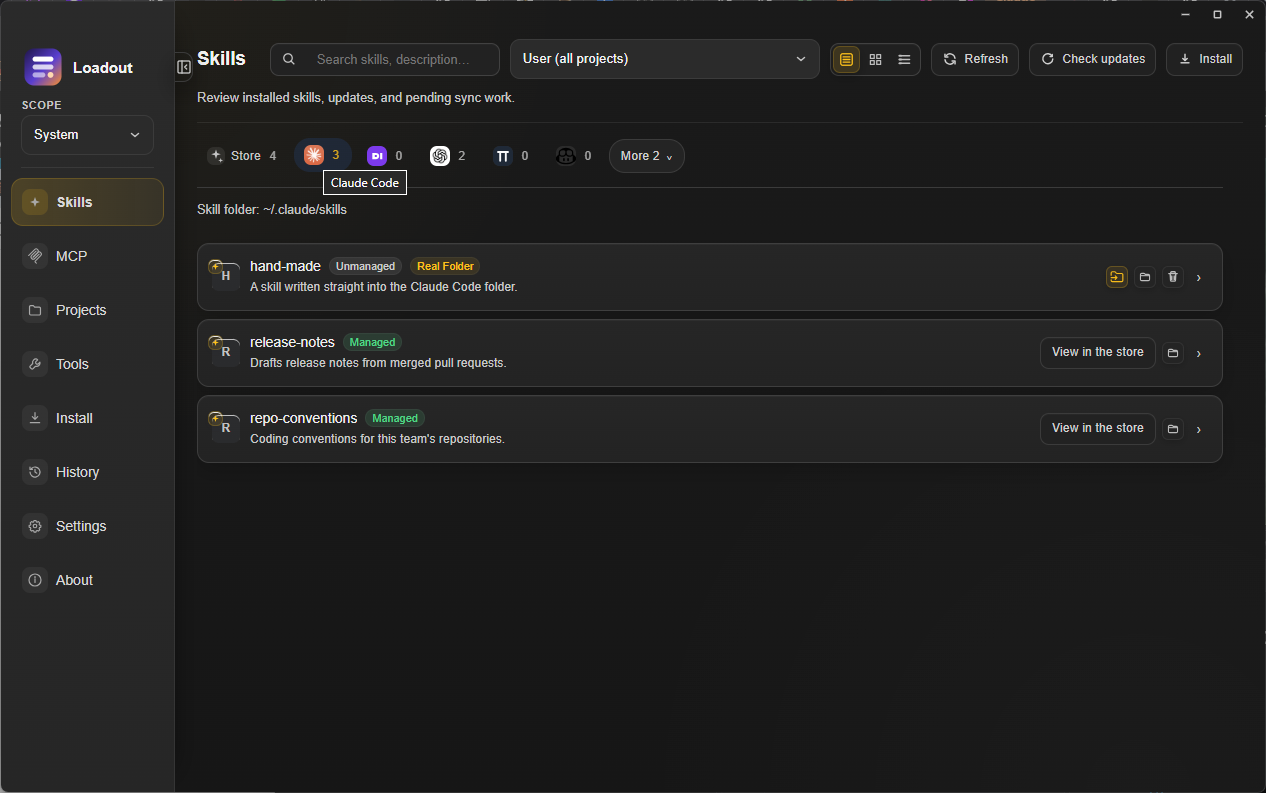 Loadout
SCOPE
System
Skills
MCP
Projects
Tools
Install
History
Settings
About
Skills
Search skills, description…
User (all projects)
Refresh
Check updates
Install
Review installed skills, updates, and pending sync work.
Store 4
3
DI 0
2
0
0
More 2
Claude Code
Skill folder: ~/.claude/skills
H
hand-made Unmanaged Real Folder
A skill written straight into the Claude Code folder.
R
release-notes Managed
Drafts release notes from merged pull requests.
View in the store
R
repo-conventions Managed
Coding conventions for this team's repositories.
View in the store